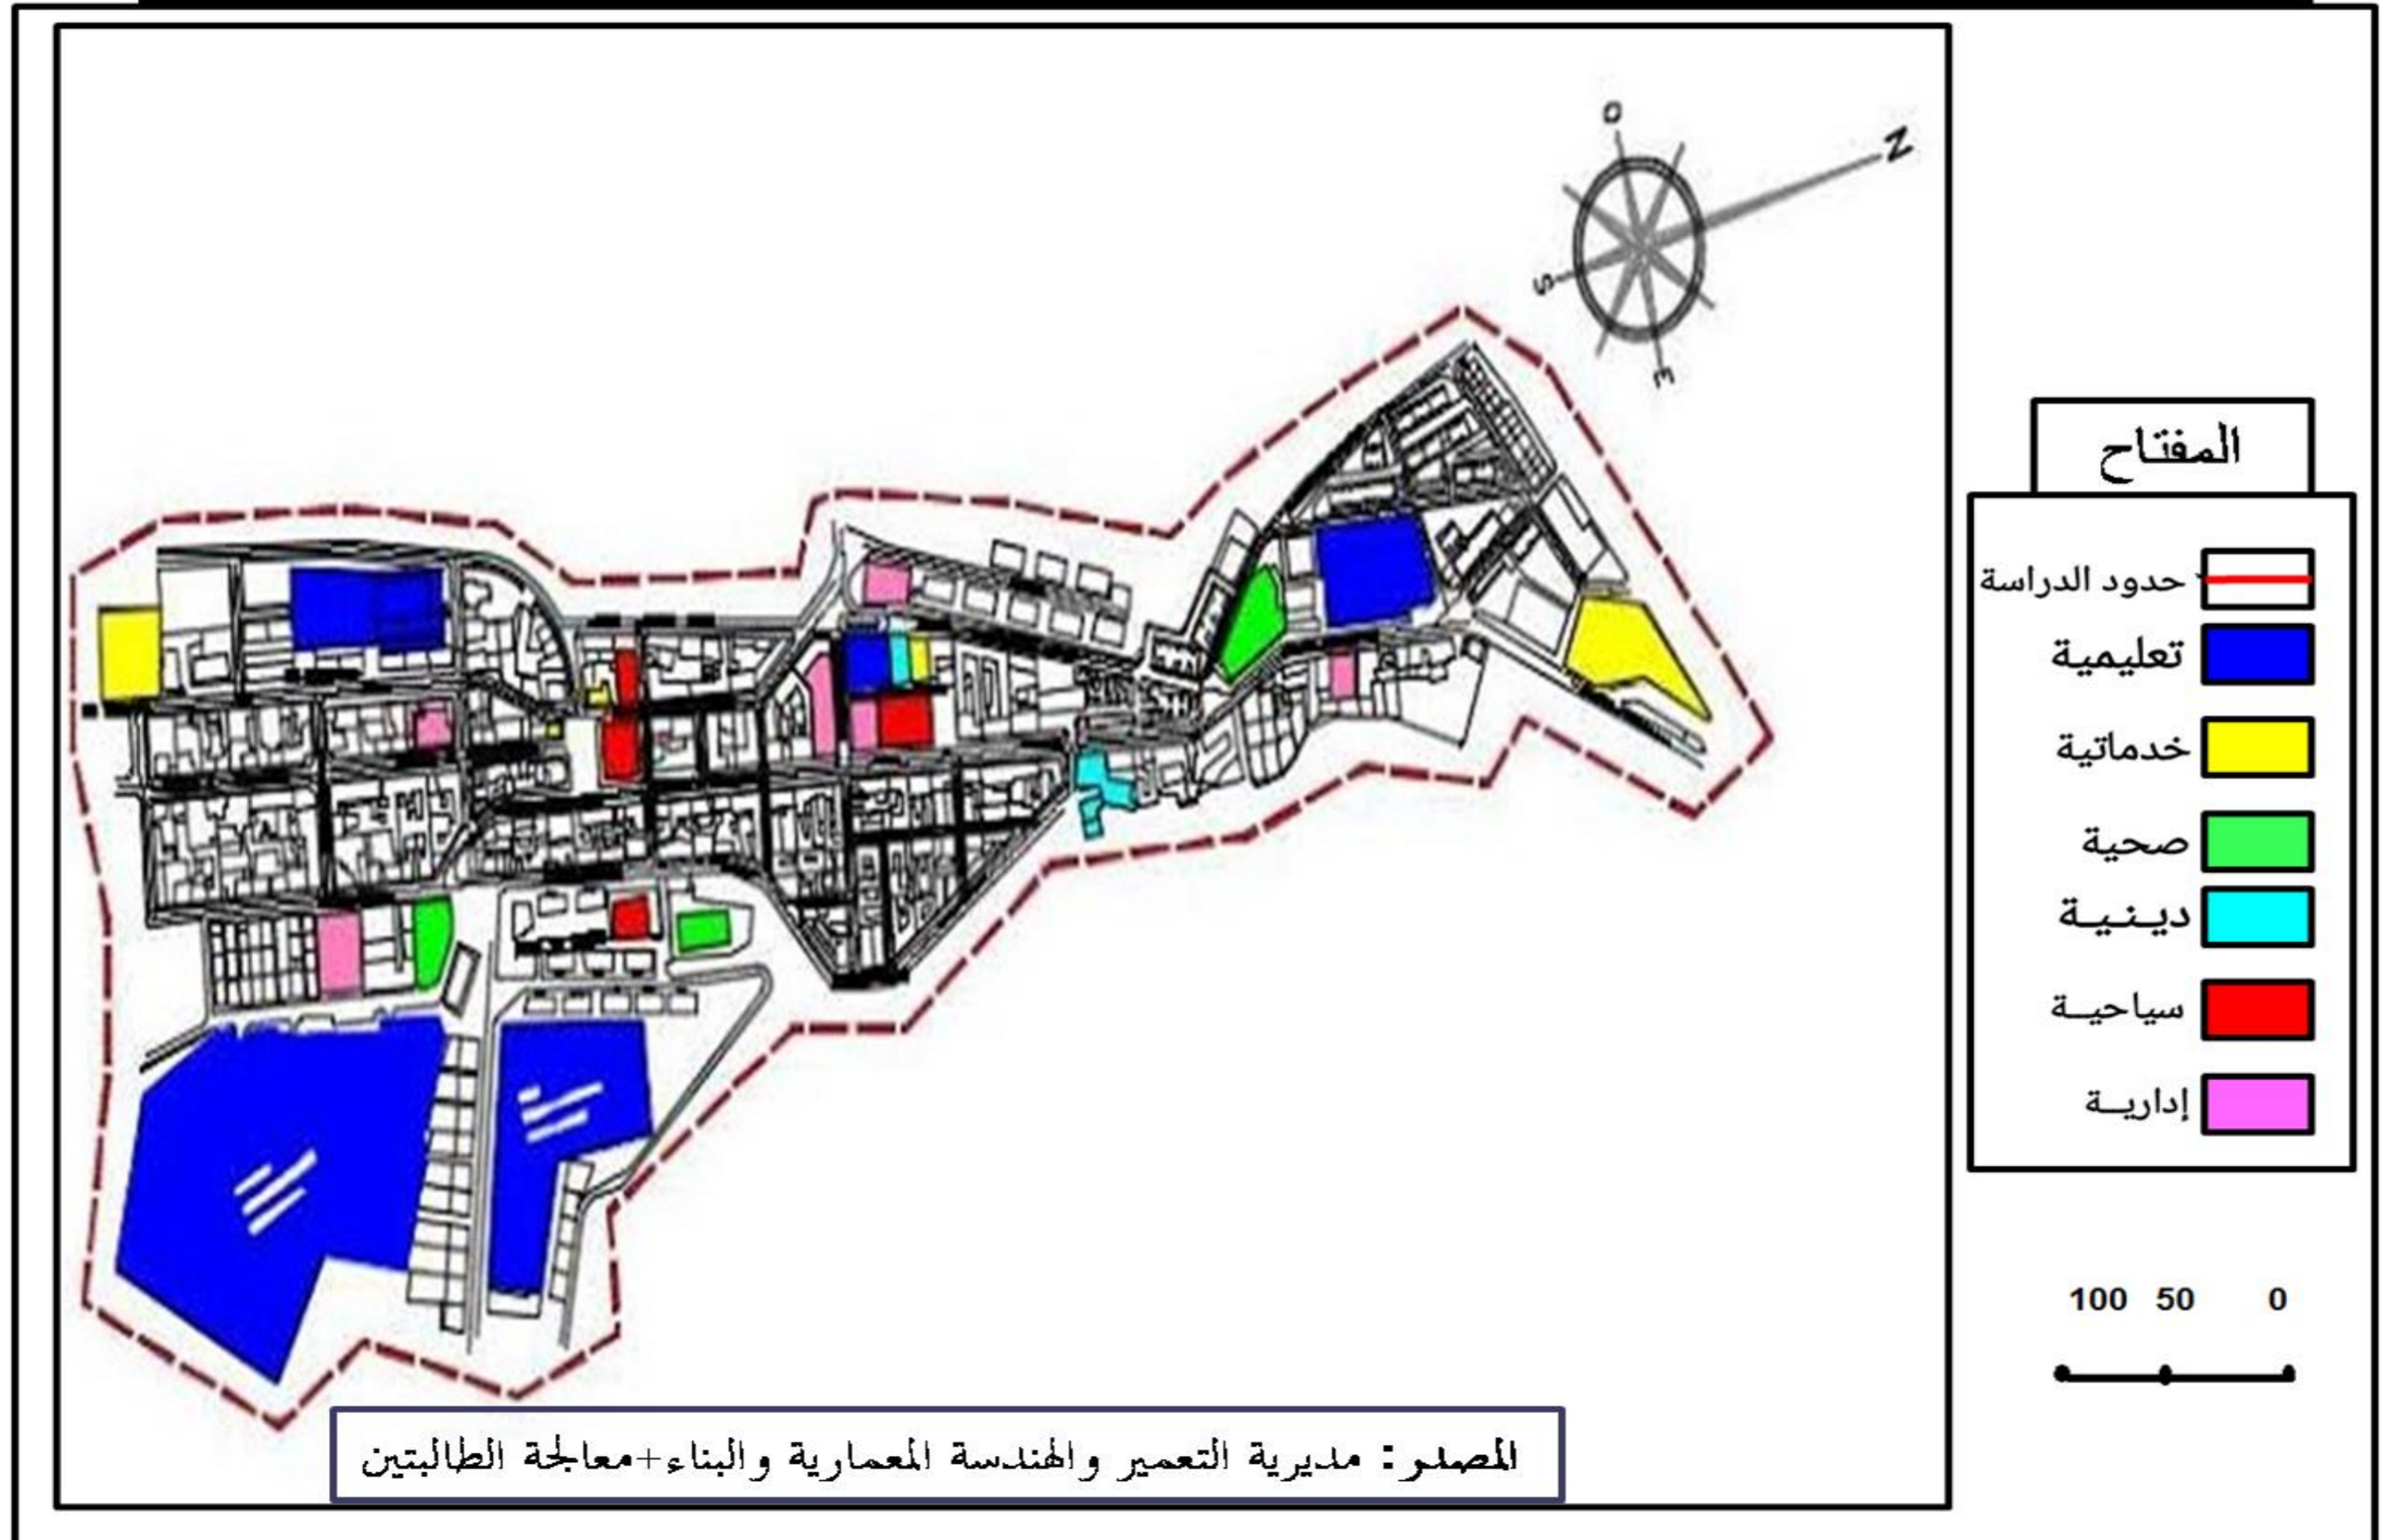 O
N
S
E
المفتاح
حدود الدراسة
تعليمية
خدماتية
صحية
دينية
سياحية
إدارية
100 50 0
المصدر: مديرية التعمير والهندسة المعمارية والبناء+معالجة الطالبتين